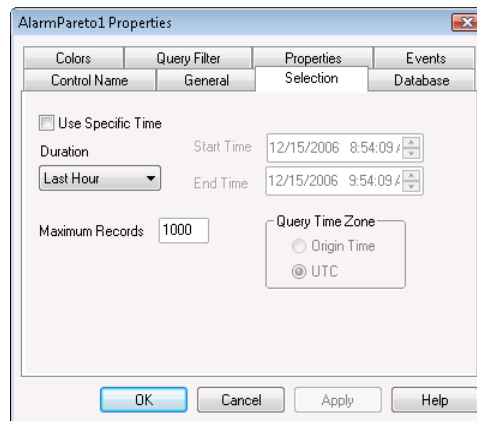 AlarmPareto1 Properties
Colors
Query Filter
Properties
Events
Control Name
General
Selection
Database
Use Specific Time
Duration
Start Time
12/15/2006 8:54:09 A
Last Hour
End Time
12/15/2006 9:54:09 A
Maximum Records
1000
Query Time Zone
Origin Time
UTC
OK
Cancel
Apply
Help